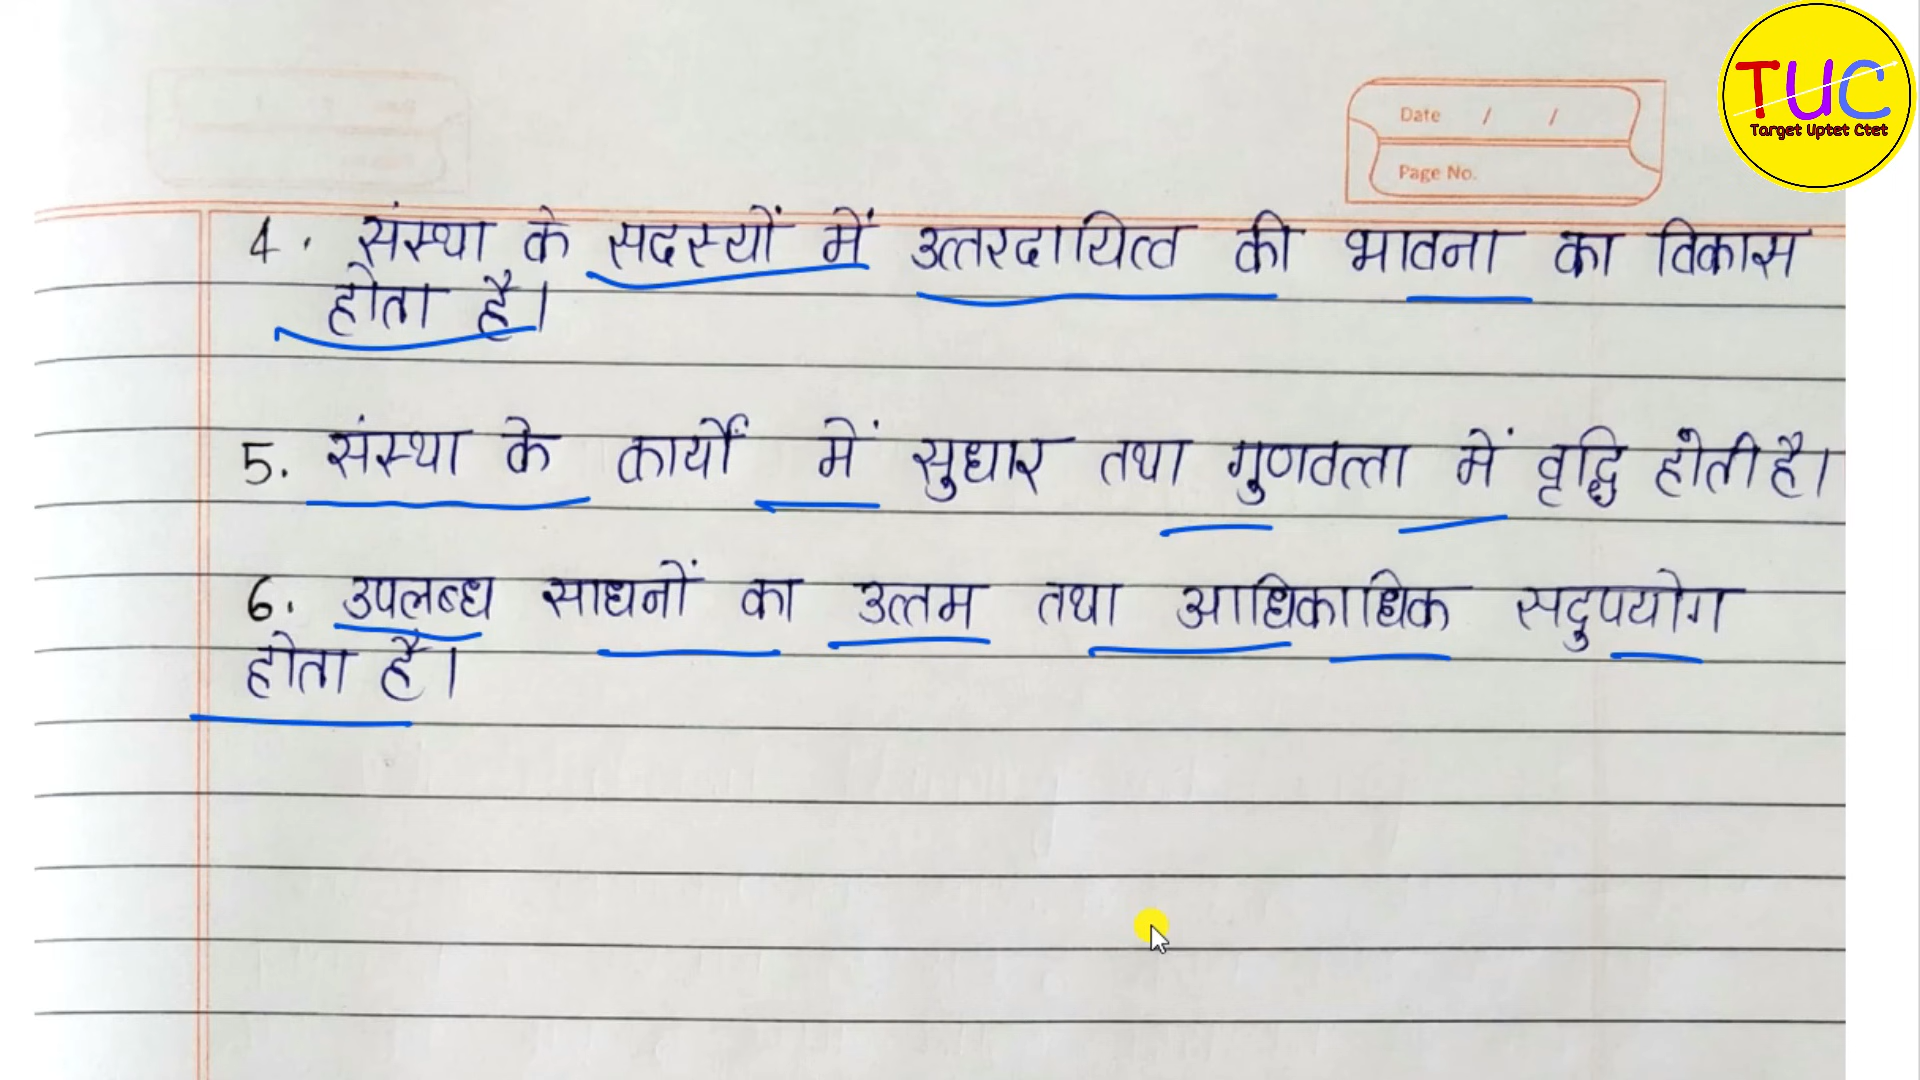 TUC
Target Uptet Ctet
Date / /
Page No.
4. संस्था के सदस्यों में उत्तरदायित्व की भावना का विकास
होता है।
5. संस्था के कार्यों में सुधार तथा गुणवत्ता में वृद्धि होती है।
6. उपलब्ध साधनों का उत्तम तथा आधिकाधिक सदुपयोग
होता है।